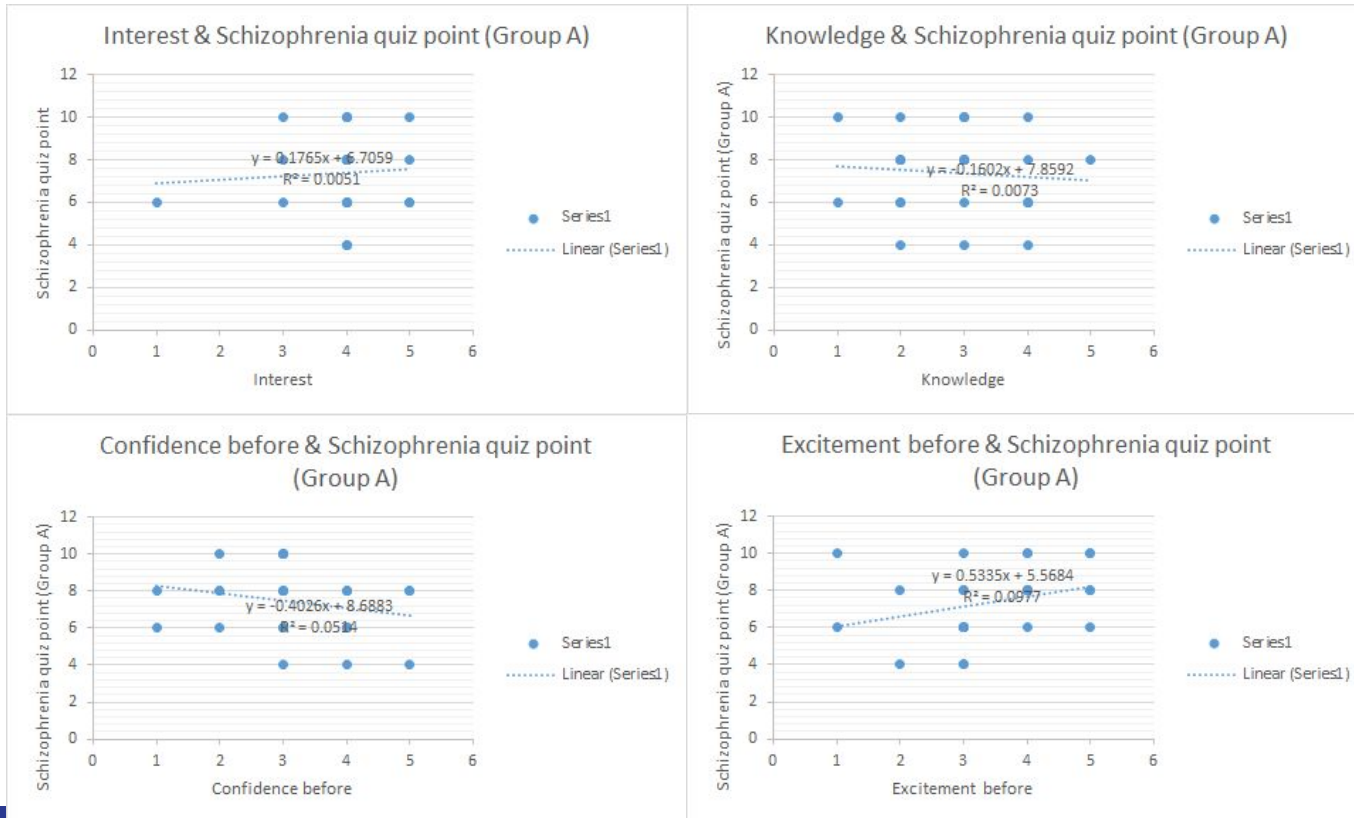 Interest & Schizophrenia quiz point (Group A)
Schizophrenia quiz point
12
10
8
6
4
2
0
y = 0.1765x + 6.7059
R² = 0.0051
0 1 2 3 4 5 6
Interest
Series1
Linear (Series1)
Knowledge & Schizophrenia quiz point (Group A)
Schizophrenia quiz point (Group A)
12
10
8
6
4
2
0
y = -0.1602x + 7.8592
R² = 0.0073
0 1 2 3 4 5 6
Knowledge
Series1
Linear (Series1)
Confidence before & Schizophrenia quiz point
(Group A)
Schizophrenia quiz point (Group A)
12
10
8
6
4
2
0
y = -0.4026x + 8.6883
R² = 0.0514
0 1 2 3 4 5 6
Confidence before
Series1
Linear (Series1)
Excitement before & Schizophrenia quiz point
(Group A)
Schizophrenia quiz point (Group A)
12
10
8
6
4
2
0
y = 0.5335x + 5.5684
R² = 0.0977
0 1 2 3 4 5 6
Excitement before
Series1
Linear (Series1)